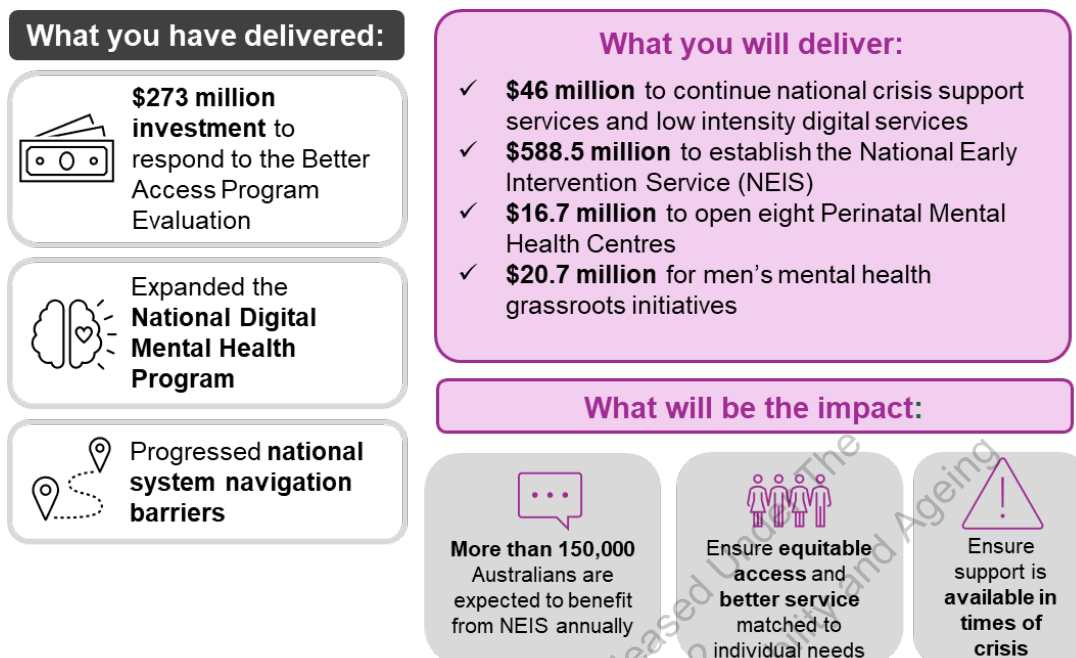 What you have delivered:
$273 million
investment to
respond to the Better
Access Program
Evaluation
Expanded the
National Digital
Mental Health
Program
Progressed national
system navigation
barriers
What you will deliver:
✓ $46 million to continue national crisis support
services and low intensity digital services
✓ $588.5 million to establish the National Early
Intervention Service (NEIS)
✓ $16.7 million to open eight Perinatal Mental
Health Centres
✓ $20.7 million for men's mental health
grassroots initiatives
What will be the impact:
More than 150,000
Australians are
expected to benefit
from NEIS annually
Ensure equitable
access and
better service
matched to
individual needs
Ensure
support is
available in
times of
crisis
Under The
and Ageing